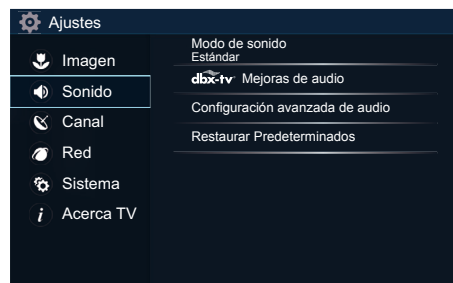 Ajustes
Imagen
Sonido
Canal
Red
Sistema
i Acerca TV
Modo de sonido
Estándar
dbx-tv Mejoras de audio
Configuración avanzada de audio
Restaurar Predeterminados